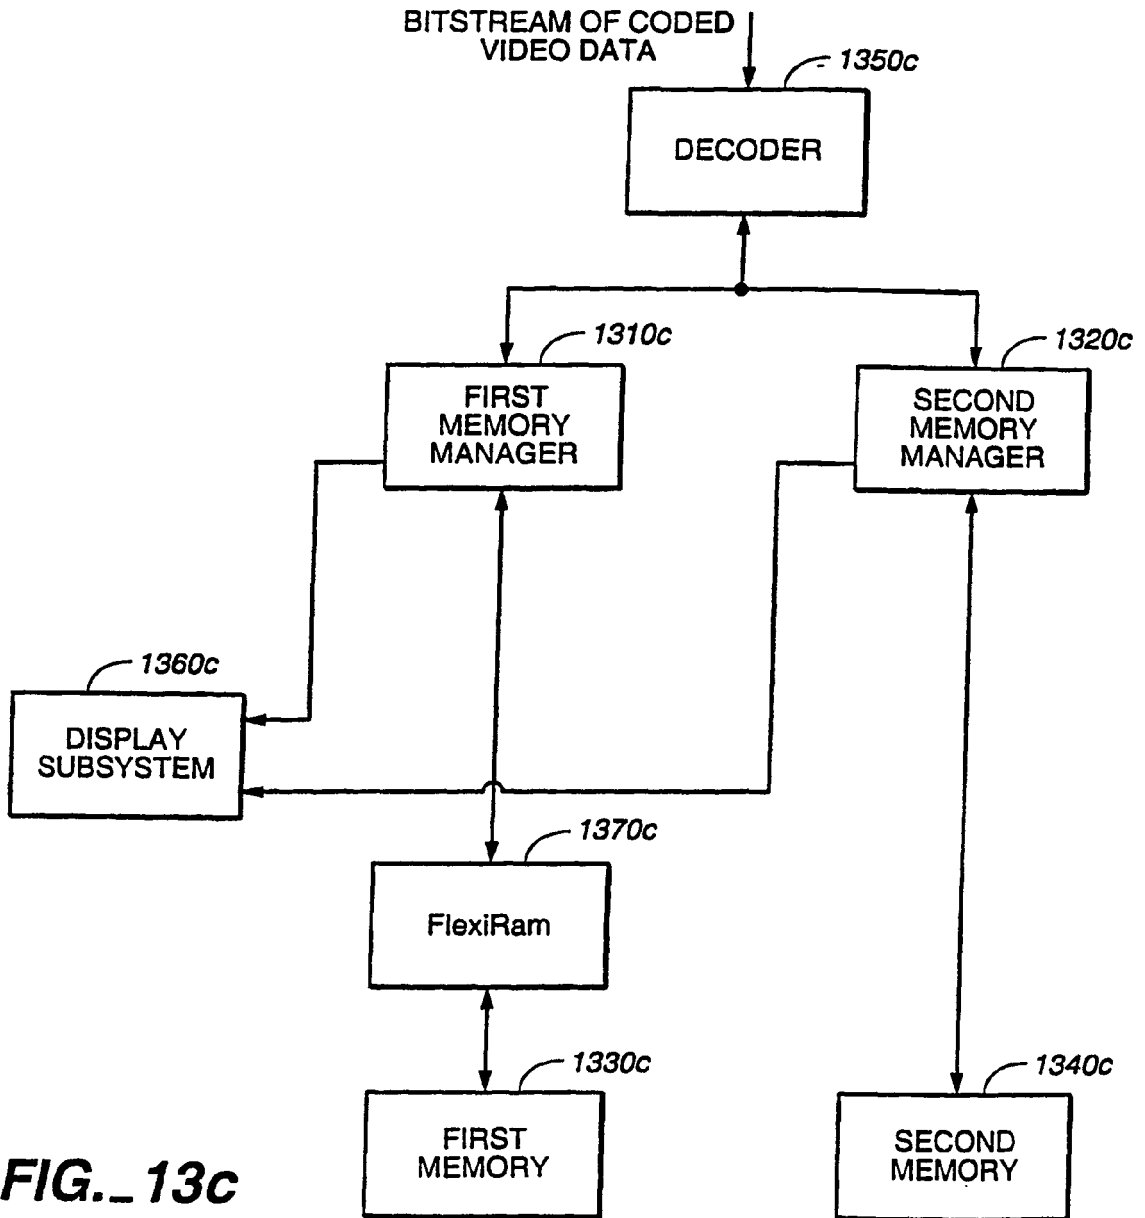 BITSTREAM OF CODED
VIDEO DATA
1350c
DECODER
1310c
1320c
FIRST
MEMORY
MANAGER
SECOND
MEMORY
MANAGER
1360c
DISPLAY
SUBSYSTEM
1370c
FlexiRam
1330c
1340c
FIRST
MEMORY
SECOND
MEMORY
FIG._13c